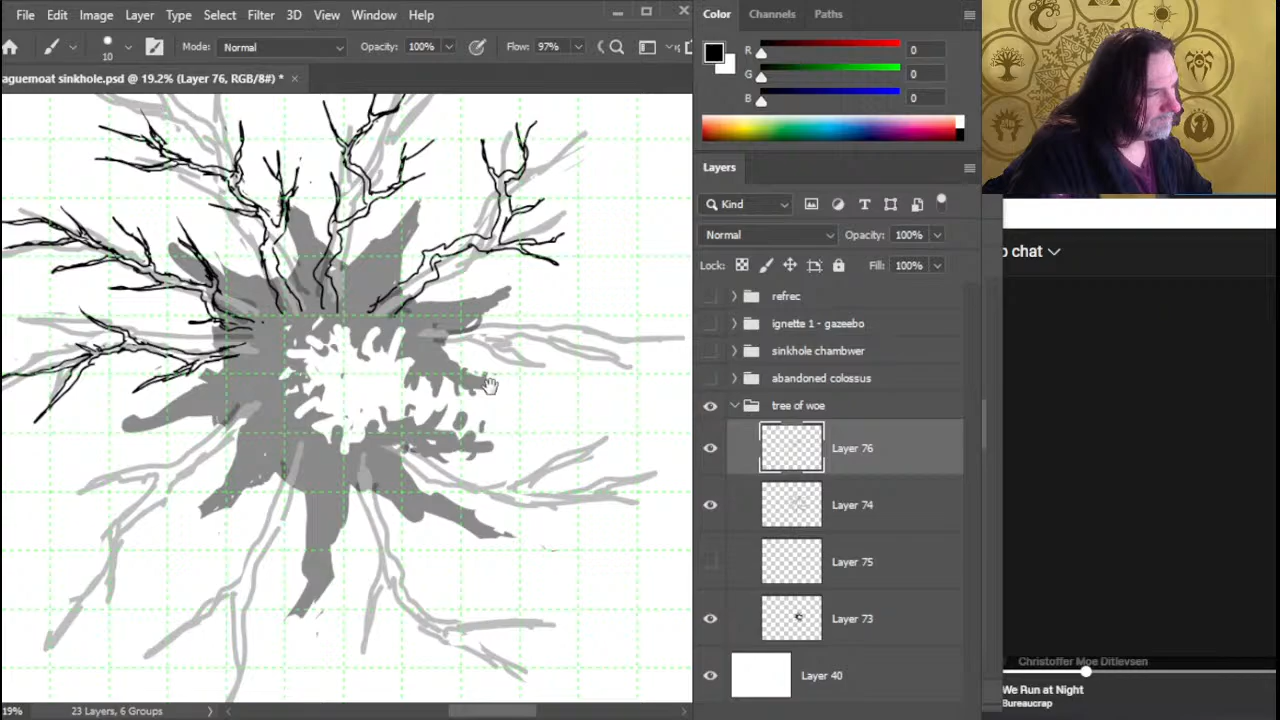 File Edit Image Layer Type Select Filter 3D View Window Help
10 Mode: Normal Opacity: 100% Flow: 97%
aguemoat sinkhole.psd @ 19.2% (Layer 76, RGB/8#) * ×
Color Channels Paths
R 0
G 0
B 0
Layers
Kind
Normal Opacity: 100%
Lock: Fill: 100%
refrec
ignette 1 - gazeebo
sinkhole chambwer
abandoned colossus
tree of woe
Layer 76
Layer 74
Layer 75
Layer 73
Layer 40
19% 23 Layers, 6 Groups
p chat
Christoffer Moe Ditlevsen
We Run at Night
Bureaucrap